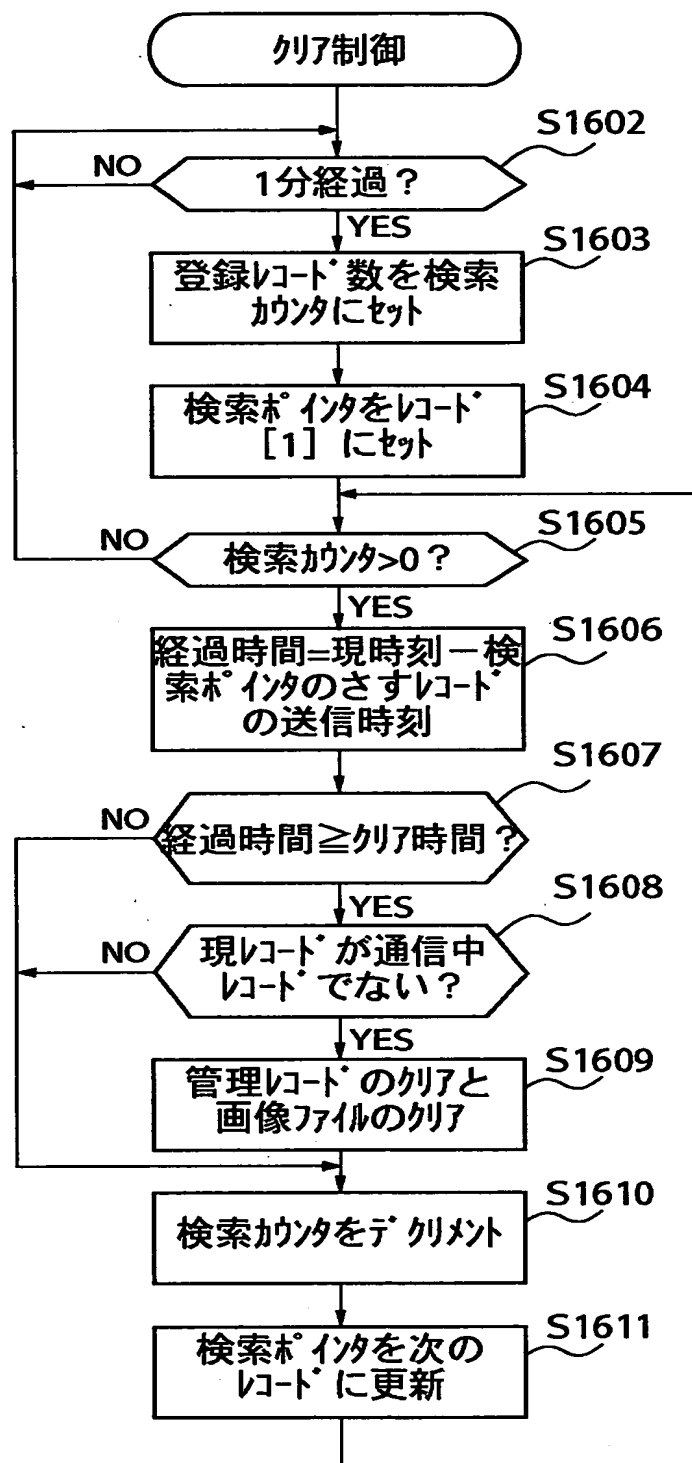 ｸﾘｱ制御
S1602
NO
1分経過？
YES
S1603
登録ﾚｺｰﾄﾞ数を検索
ｶｳﾝﾀにｾｯﾄ
S1604
検索ﾎﾟｲﾝﾀをﾚｺｰﾄﾞ
[1] にｾｯﾄ
S1605
NO
検索ｶｳﾝﾀ>0？
YES
S1606
経過時間=現時刻－検
索ﾎﾟｲﾝﾀのさすﾚｺｰﾄﾞ
の送信時刻
S1607
NO
経過時間≧ｸﾘｱ時間？
YES
S1608
NO
現ﾚｺｰﾄﾞが通信中
ﾚｺｰﾄﾞでない？
YES
S1609
管理ﾚｺｰﾄﾞのｸﾘｱと
画像ﾌｧｲﾙのｸﾘｱ
S1610
検索ｶｳﾝﾀをﾃﾞｸﾘﾒﾝﾄ
S1611
検索ﾎﾟｲﾝﾀを次の
ﾚｺｰﾄﾞに更新